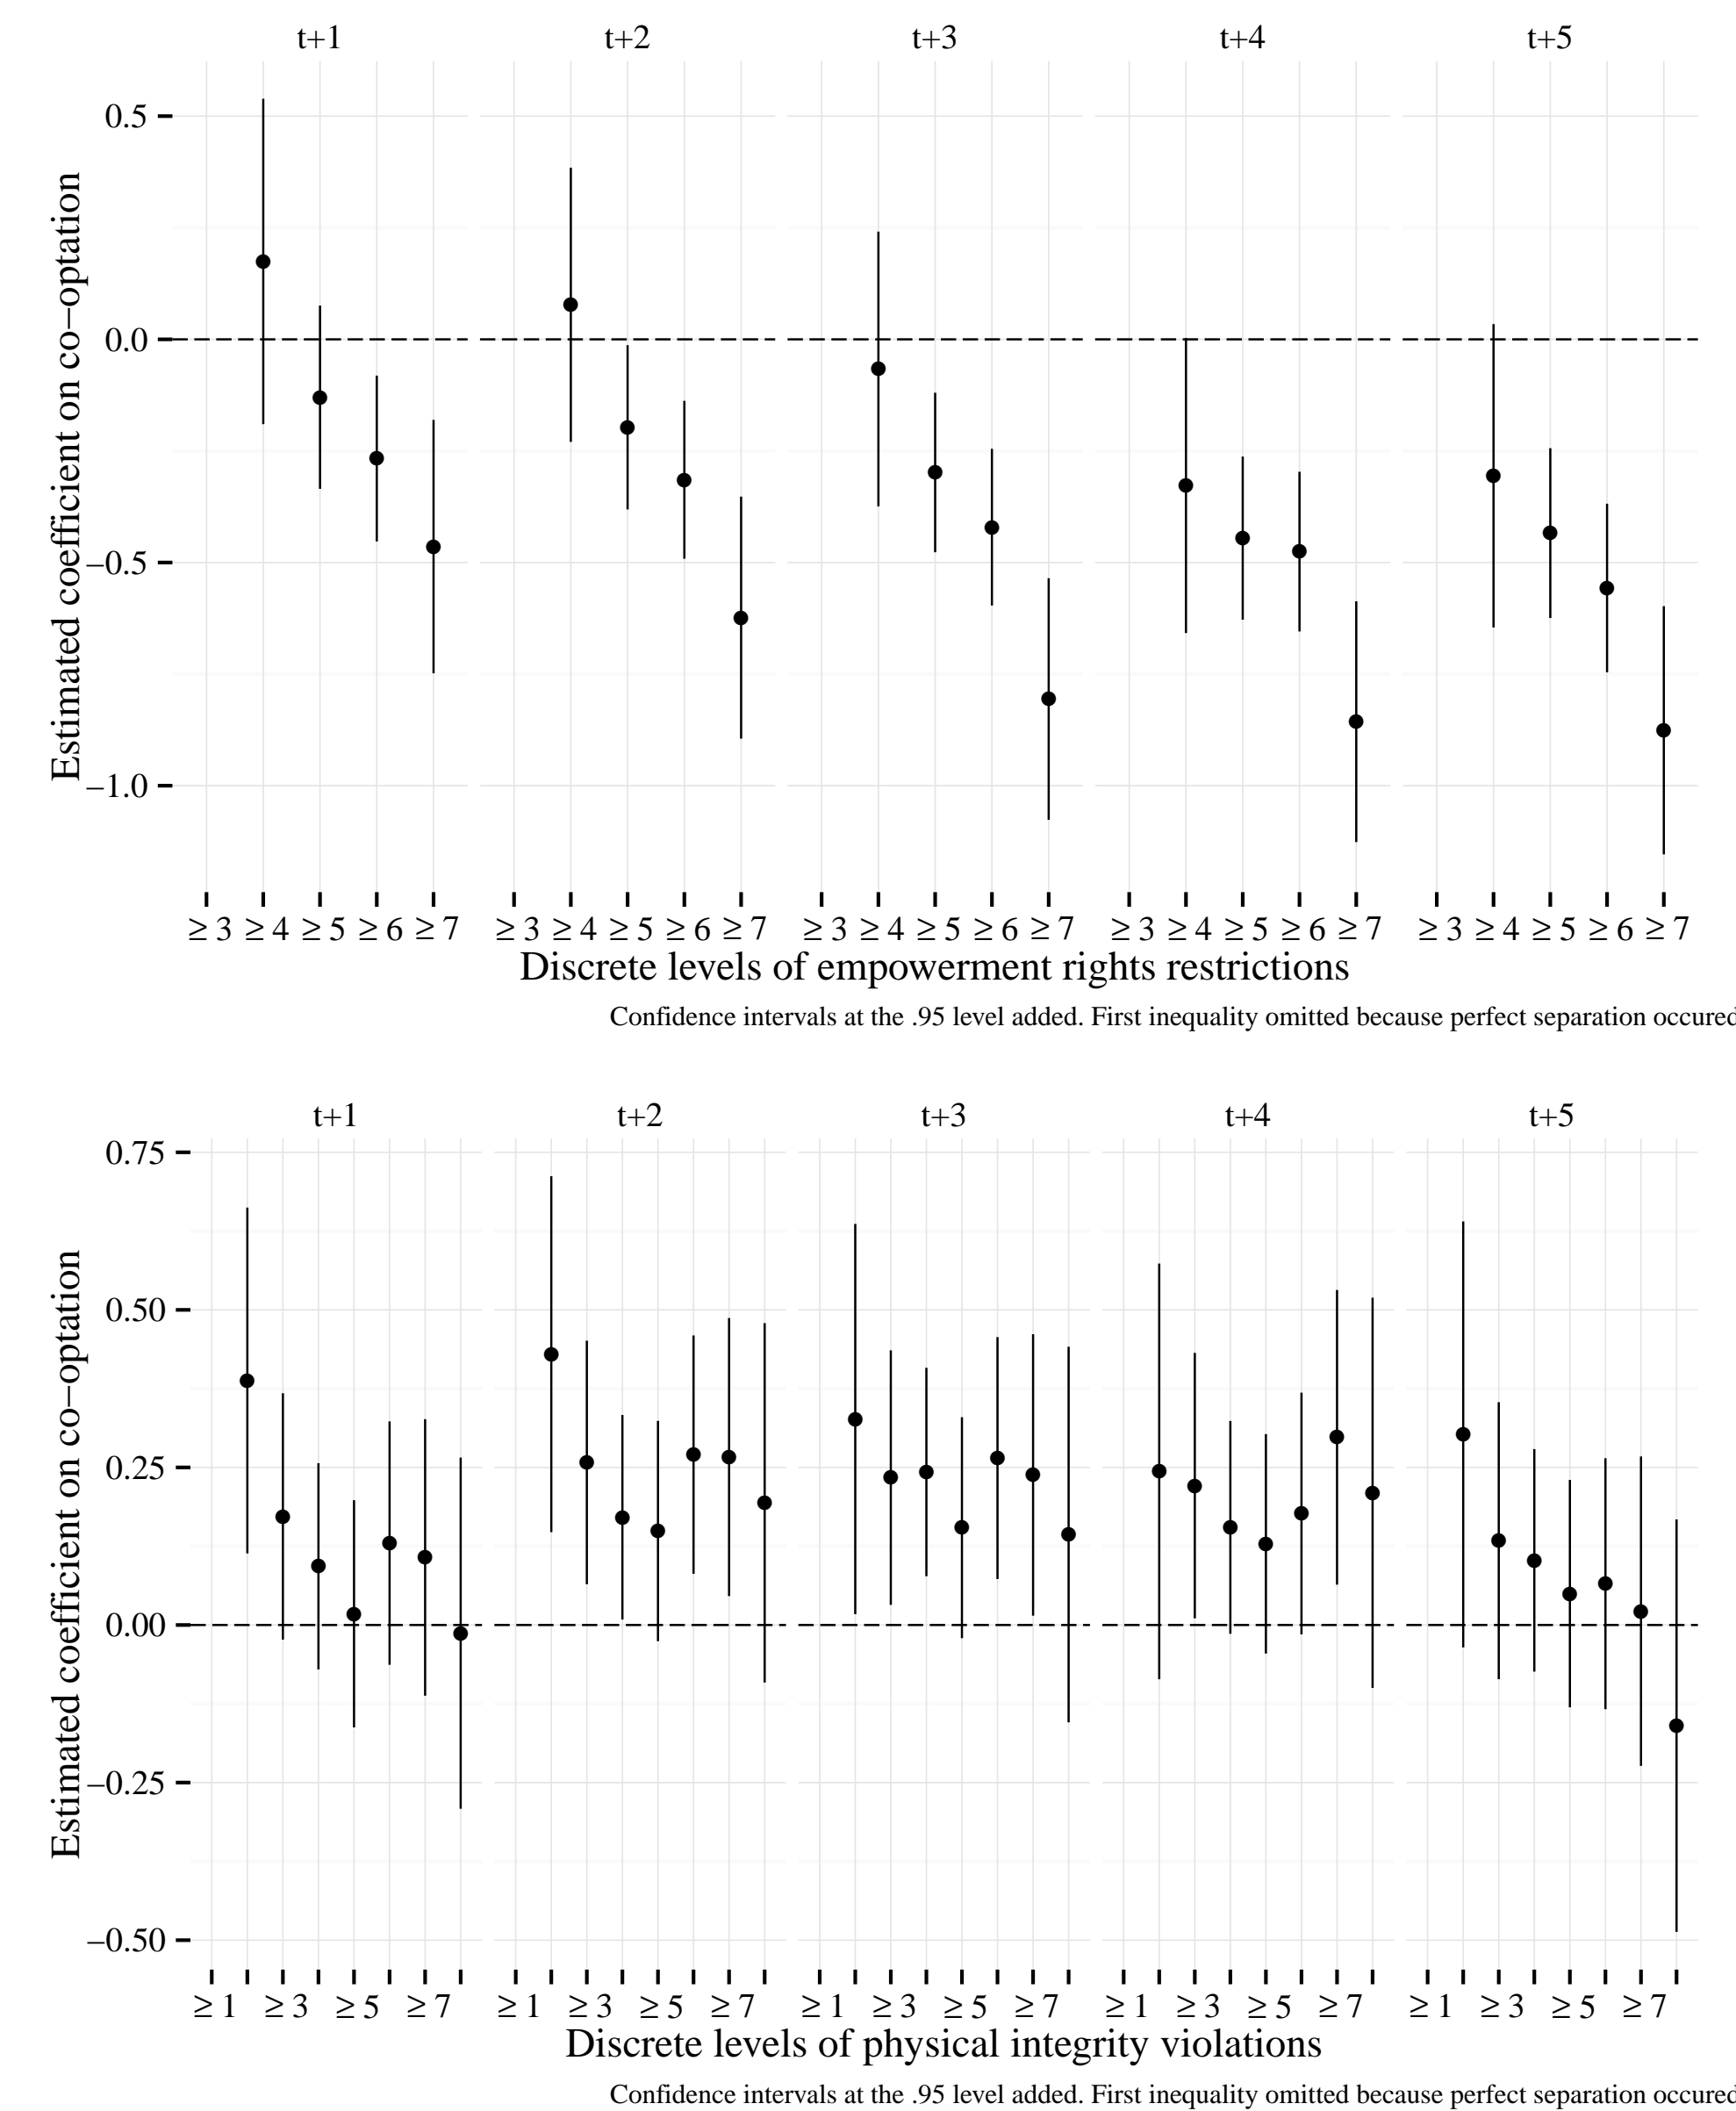 t+1 t+2 t+3 t+4 t+5
0.5
0.0
−0.5
−1.0
Estimated coefficient on co−optation
≥ 3 ≥ 4 ≥ 5 ≥ 6 ≥ 7 ≥ 3 ≥ 4 ≥ 5 ≥ 6 ≥ 7 ≥ 3 ≥ 4 ≥ 5 ≥ 6 ≥ 7 ≥ 3 ≥ 4 ≥ 5 ≥ 6 ≥ 7 ≥ 3 ≥ 4 ≥ 5 ≥ 6 ≥ 7
Discrete levels of empowerment rights restrictions
Confidence intervals at the .95 level added. First inequality omitted because perfect separation occured
t+1 t+2 t+3 t+4 t+5
0.75
0.50
0.25
0.00
−0.25
−0.50
Estimated coefficient on co−optation
≥ 1 ≥ 3 ≥ 5 ≥ 7 ≥ 1 ≥ 3 ≥ 5 ≥ 7 ≥ 1 ≥ 3 ≥ 5 ≥ 7 ≥ 1 ≥ 3 ≥ 5 ≥ 7 ≥ 1 ≥ 3 ≥ 5 ≥ 7
Discrete levels of physical integrity violations
Confidence intervals at the .95 level added. First inequality omitted because perfect separation occured